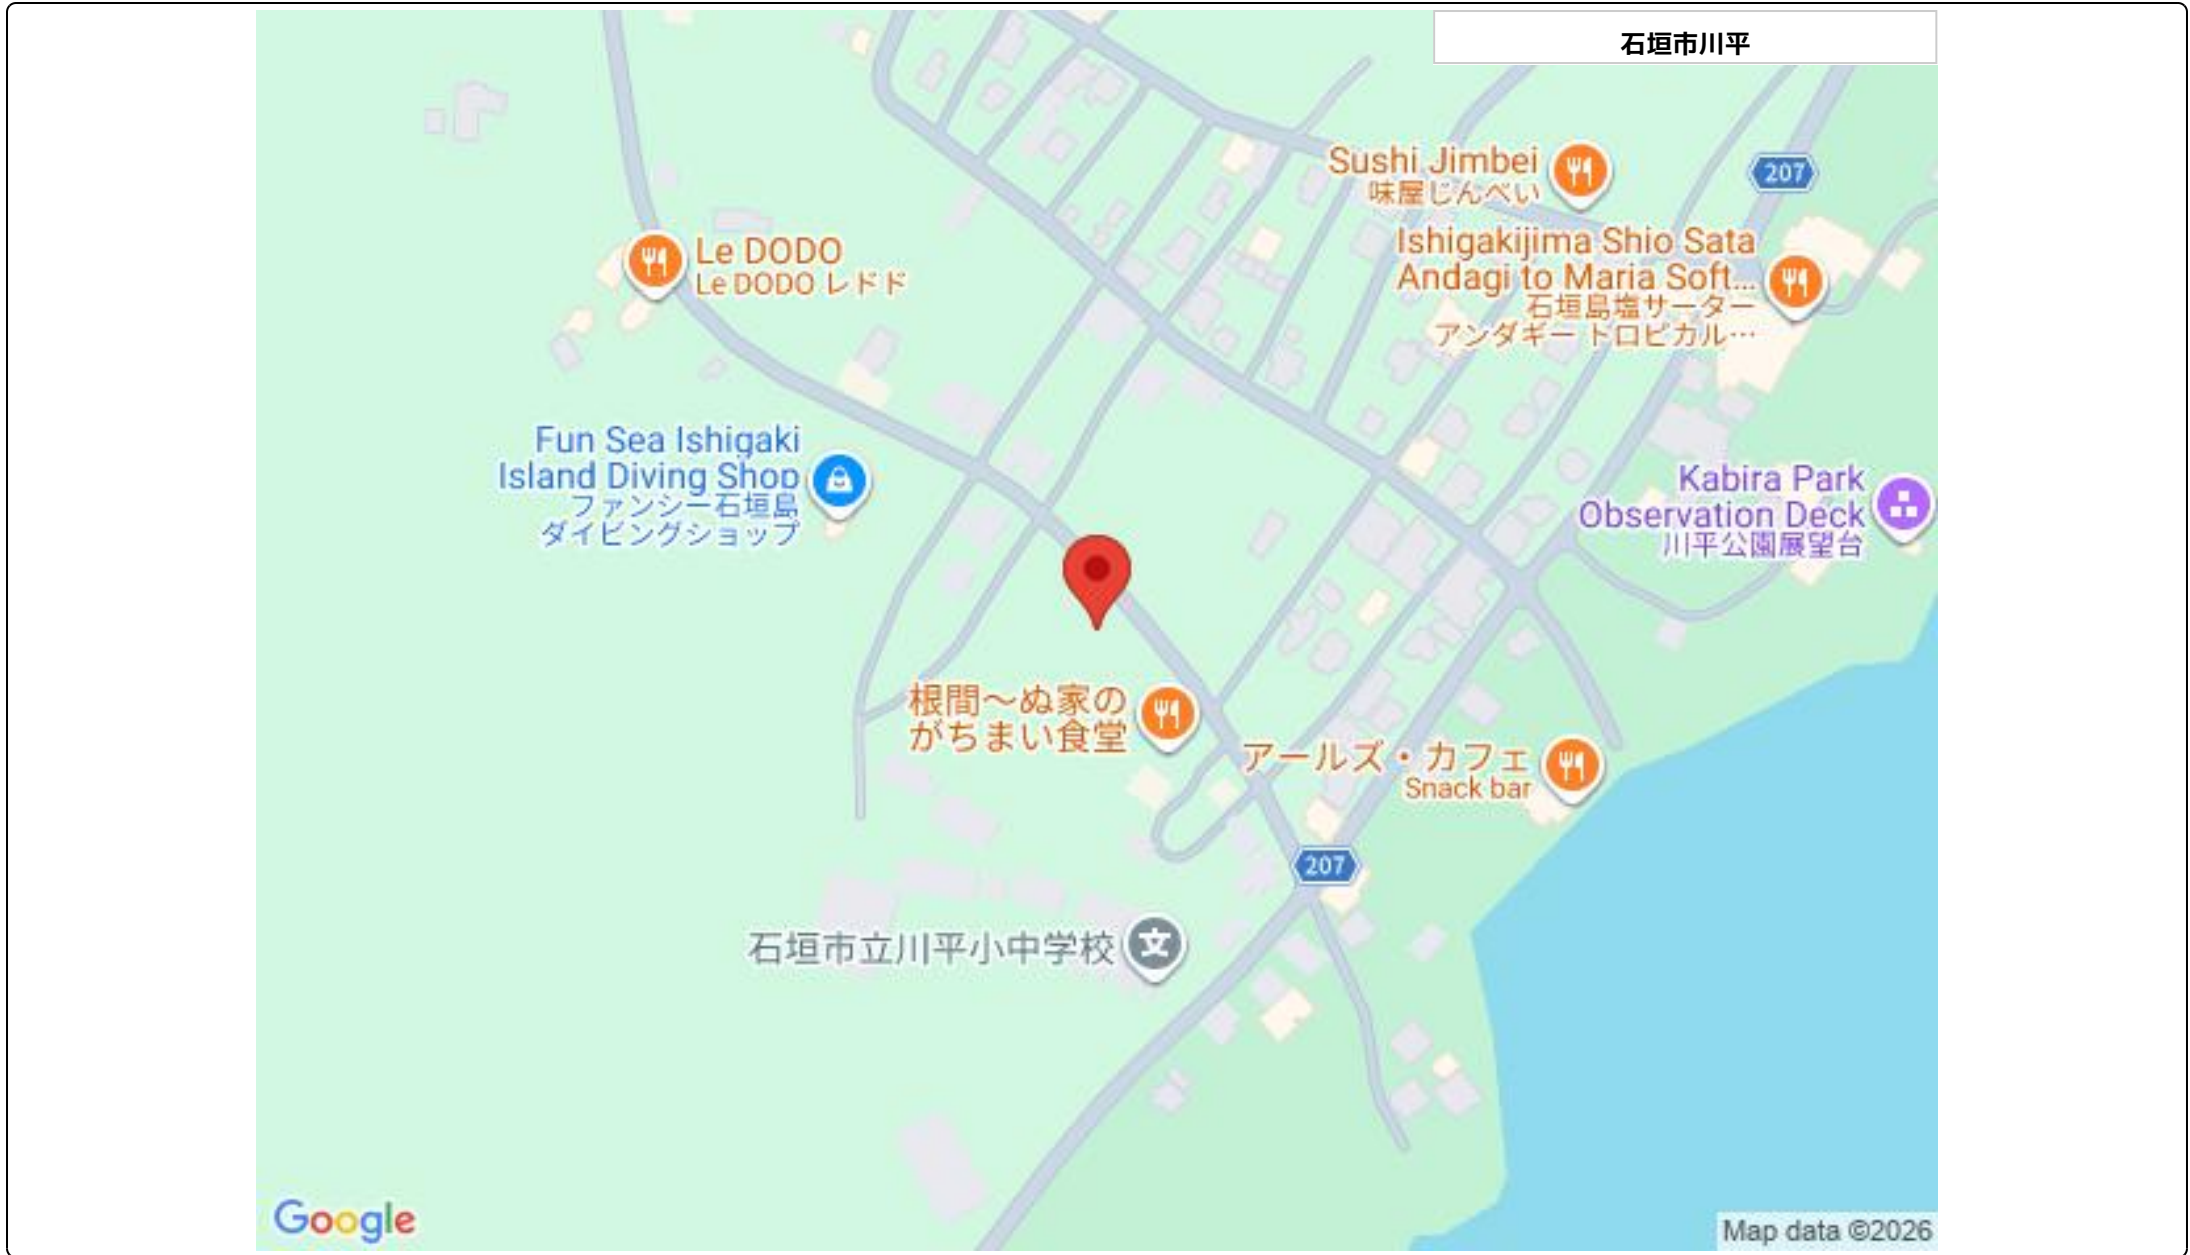 石垣市川平
Sushi Jimbei
味屋じんべい
207
Le DODO
Le DODO レドド
Ishigakijima Shio Sata
Andagi to Maria Soft...
石垣島塩サーター
アンダギー トロピカル…
Fun Sea Ishigaki
Island Diving Shop
ファンシー石垣島
ダイビングショップ
Kabira Park
Observation Deck
川平公園展望台
根間〜ぬ家の
がちまい食堂
アールズ・カフェ
Snack bar
207
石垣市立川平小中学校
文
Google
Map data ©2026